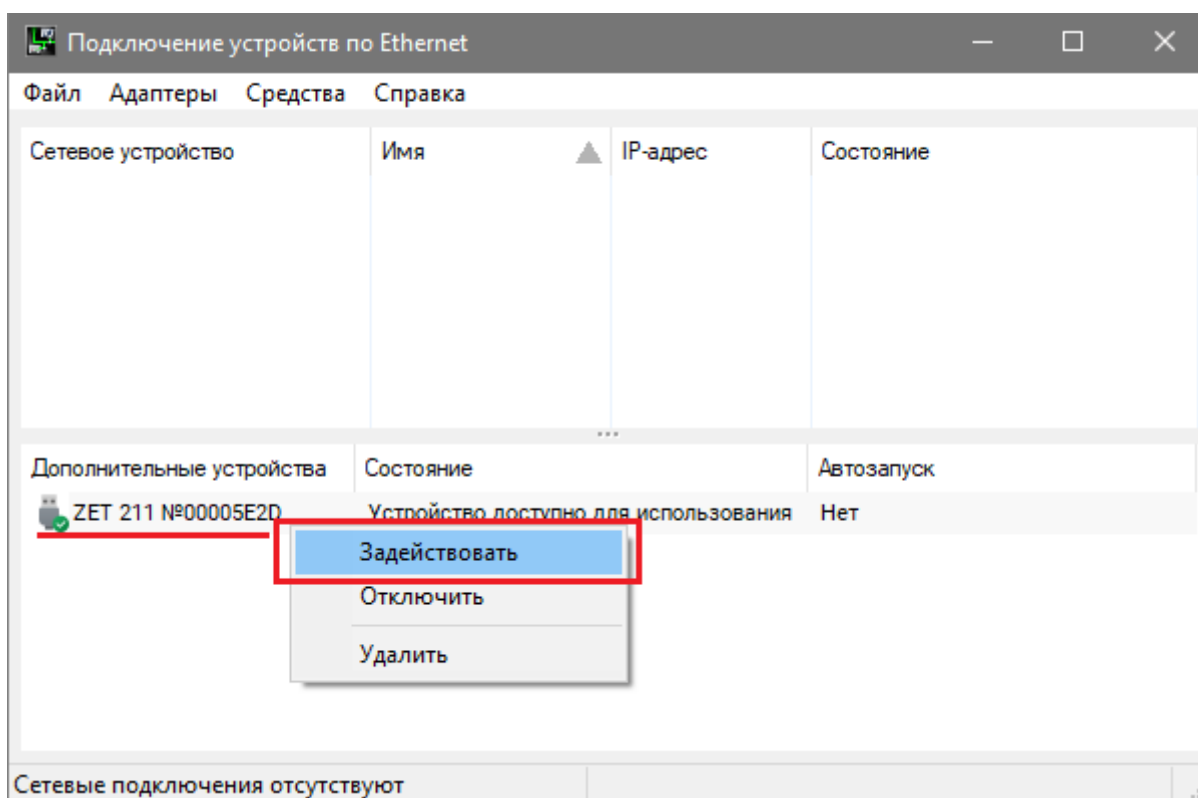 Подключение устройств по Ethernet
Файл Адаптеры Средства Справка
Сетевое устройство Имя IP-адрес Состояние
Дополнительные устройства Состояние Автозапуск
ZET 211 №00005E2D Устройство доступно для использования Нет
Задействовать
Отключить
Удалить
Сетевые подключения отсутствуют